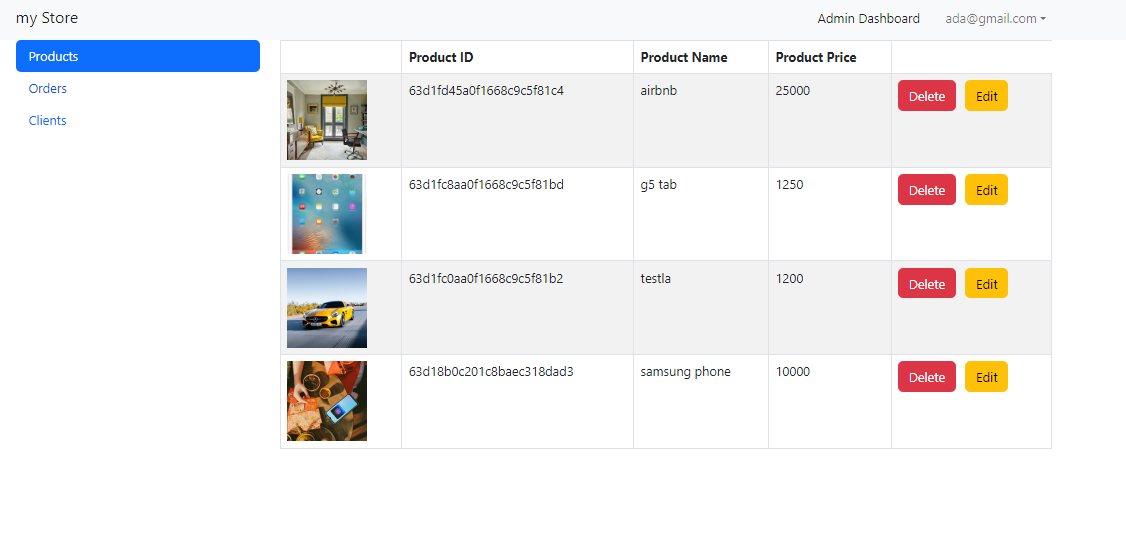 my Store
Admin Dashboard
ada@gmail.com
Products
Orders
Clients
Product ID Product Name Product Price
63d1fd45a0f1668c9c5f81c4 airbnb 25000 Delete Edit
63d1fc8aa0f1668c9c5f81bd g5 tab 1250 Delete Edit
63d1fc0aa0f1668c9c5f81b2 testla 1200 Delete Edit
63d18b0c201c8baec318dad3 samsung phone 10000 Delete Edit